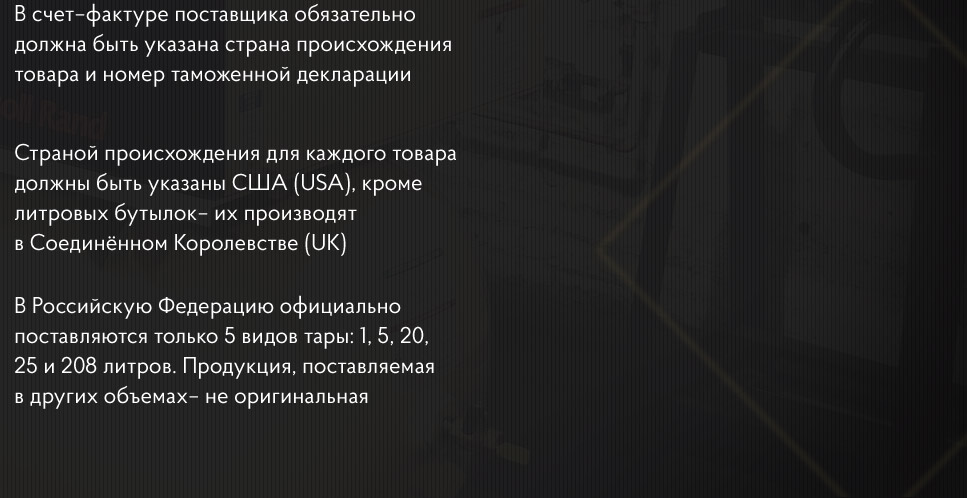 В счет–фактуре поставщика обязательно
должна быть указана страна происхождения
товара и номер таможенной декларации
Страной происхождения для каждого товара
должны быть указаны США (USA), кроме
литровых бутылок– их производят
в Соединённом Королевстве (UK)
В Российскую Федерацию официально
поставляются только 5 видов тары: 1, 5, 20,
25 и 208 литров. Продукция, поставляемая
в других объемах– не оригинальная